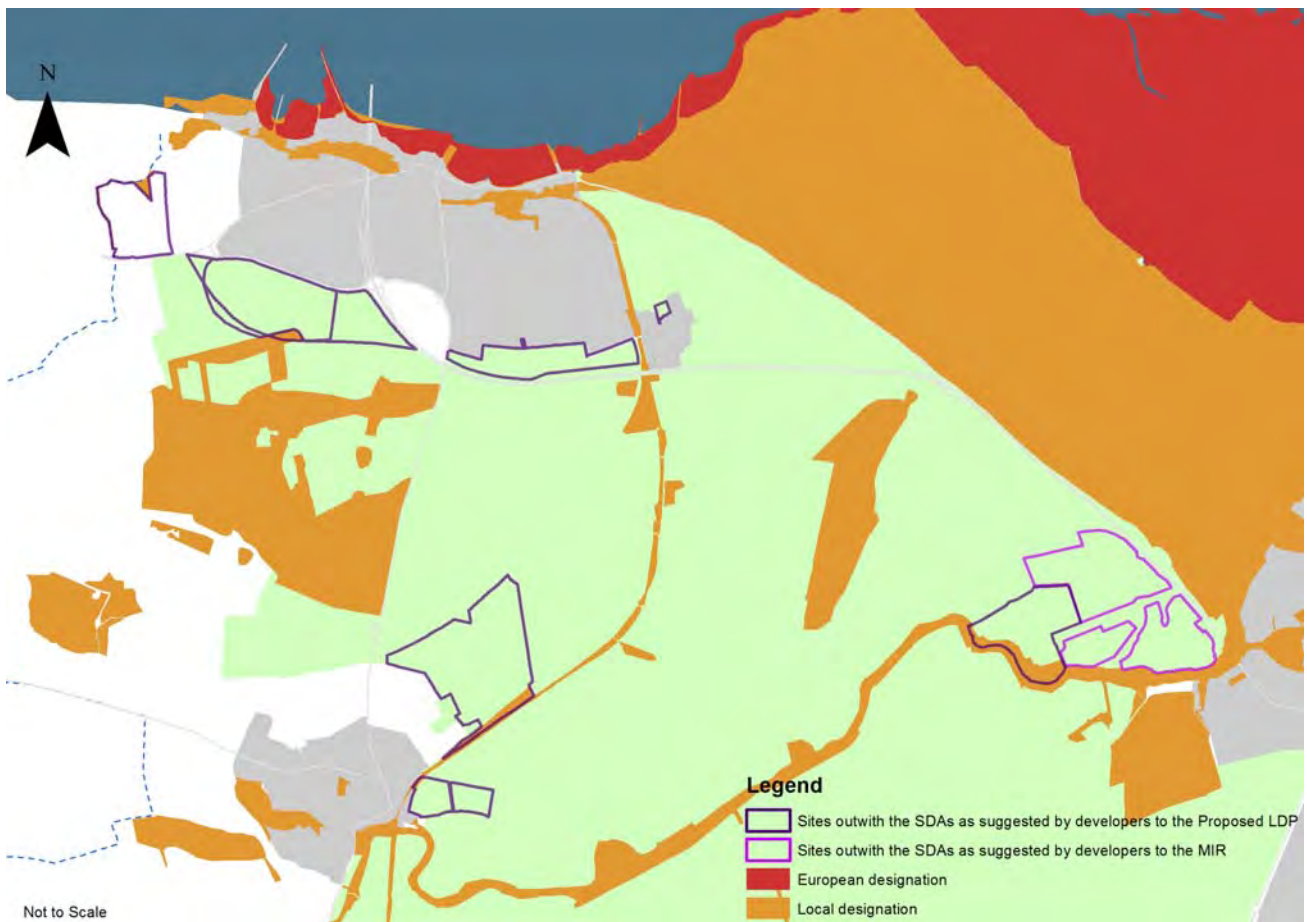 N
Legend
Sites outwith the SDAs as suggested by developers to the Proposed LDP
Sites outwith the SDAs as suggested by developers to the MIR
European designation
Local designation
Not to Scale